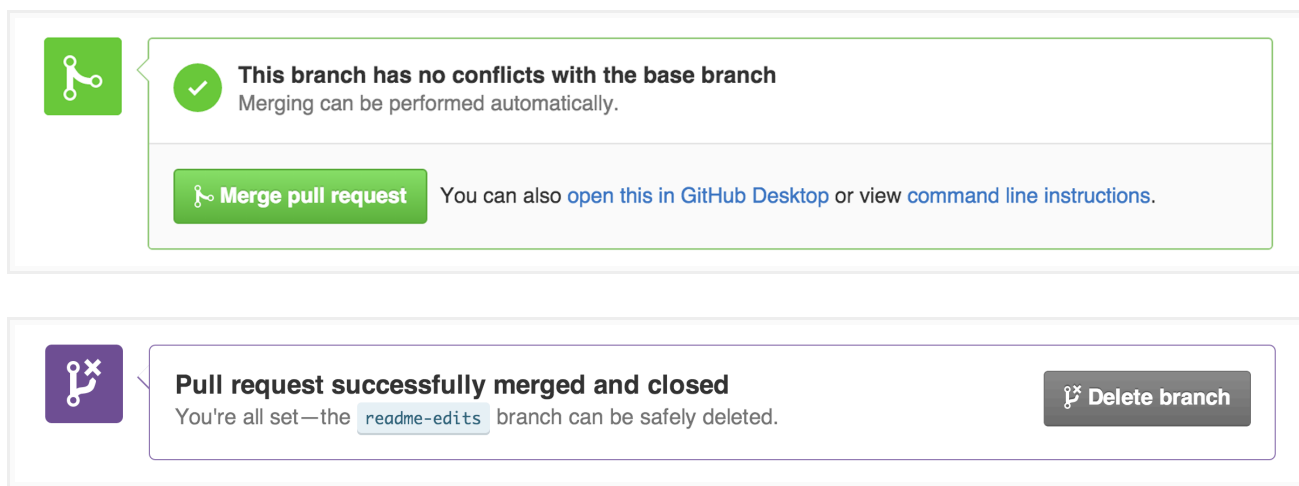 This branch has no conflicts with the base branch
Merging can be performed automatically.
Merge pull request You can also open this in GitHub Desktop or view command line instructions.
Pull request successfully merged and closed
You're all set—the readme-edits branch can be safely deleted.
Delete branch